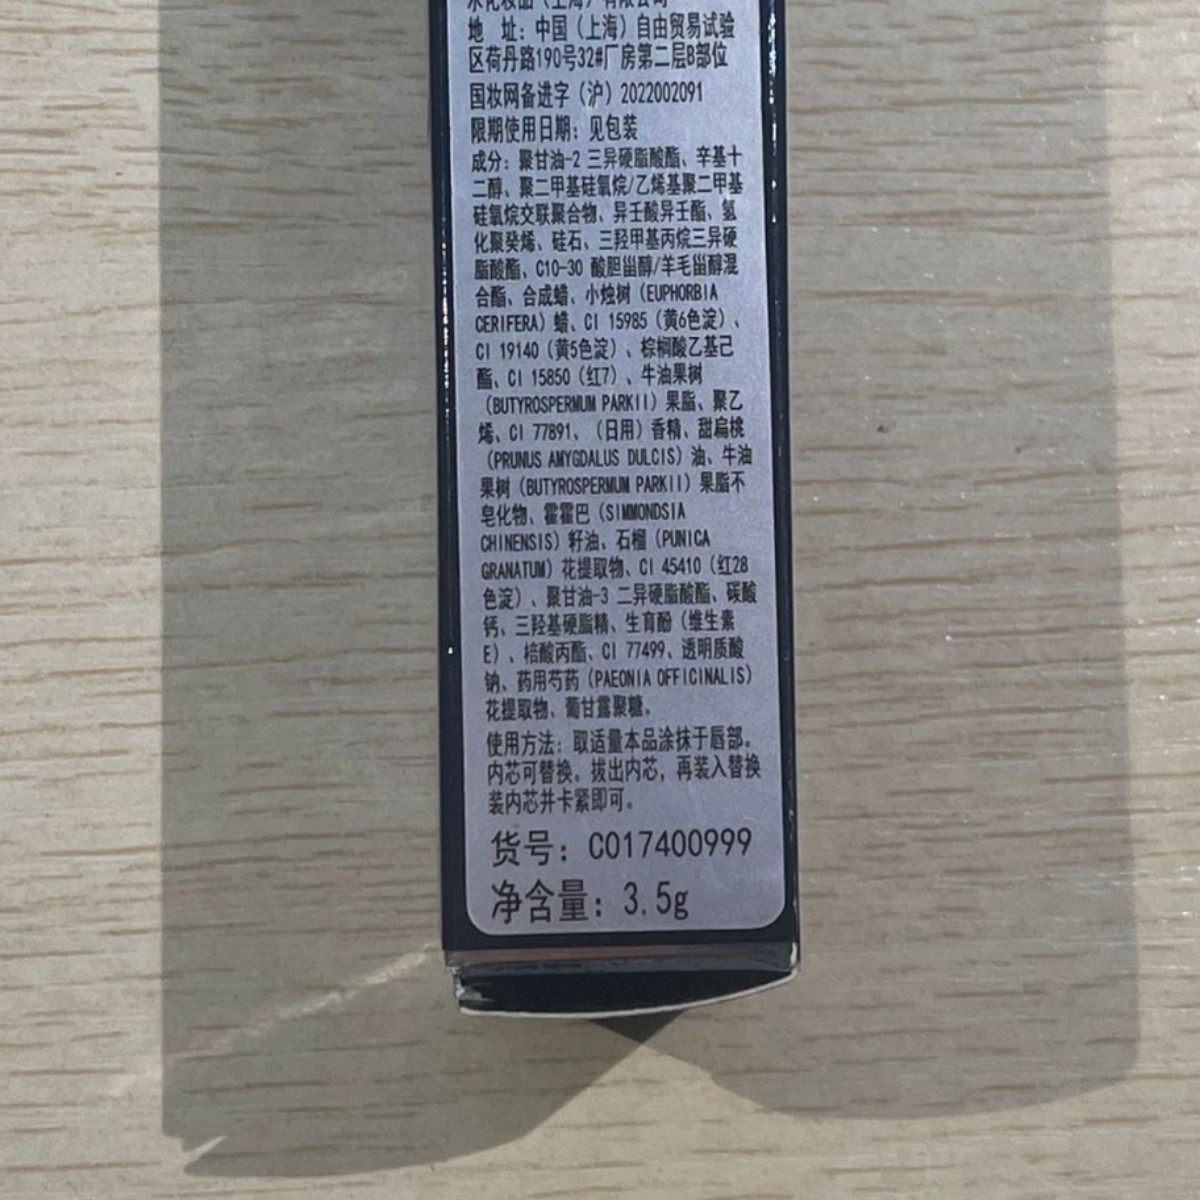 水化妆品（上海）有限公司
地 址：中国（上海）自由贸易试验
区荷丹路190号32#厂房第二层B部位
国妆网备进字（沪）2022002091
限期使用日期：见包装
成分：聚甘油-2 三异硬脂酸酯、辛基十
二醇、聚二甲基硅氧烷/乙烯基聚二甲基
硅氧烷交联聚合物、异壬酸异壬酯、氢
化聚癸烯、硅石、三羟甲基丙烷三异硬
脂酸酯、C10-30 酸胆甾醇/羊毛甾醇混
合酯、合成蜡、小烛树（EUPHORBIA
CERIFERA）蜡、CI 15985（黄6色淀）、
CI 19140（黄5色淀）、棕榈酸乙基己
酯、CI 15850（红7）、牛油果树
（BUTYROSPERMUM PARKII）果脂、聚乙
烯、CI 77891、（日用）香精、甜扁桃
（PRUNUS AMYGDALUS DULCIS）油、牛油
果树（BUTYROSPERMUM PARKII）果脂不
皂化物、霍霍巴（SIMMONDSIA
CHINENSIS）籽油、石榴（PUNICA
GRANATUM）花提取物、CI 45410（红28
色淀）、聚甘油-3 二异硬脂酸酯、碳酸
钙、三羟基硬脂精、生育酚（维生素
E）、棓酸丙酯、CI 77499、透明质酸
钠、药用芍药（PAEONIA OFFICINALIS）
花提取物、葡甘露聚糖。
使用方法：取适量本品涂抹于唇部。
内芯可替换。拔出内芯，再装入替换
装内芯并卡紧即可。
货号：C017400999
净含量：3.5g